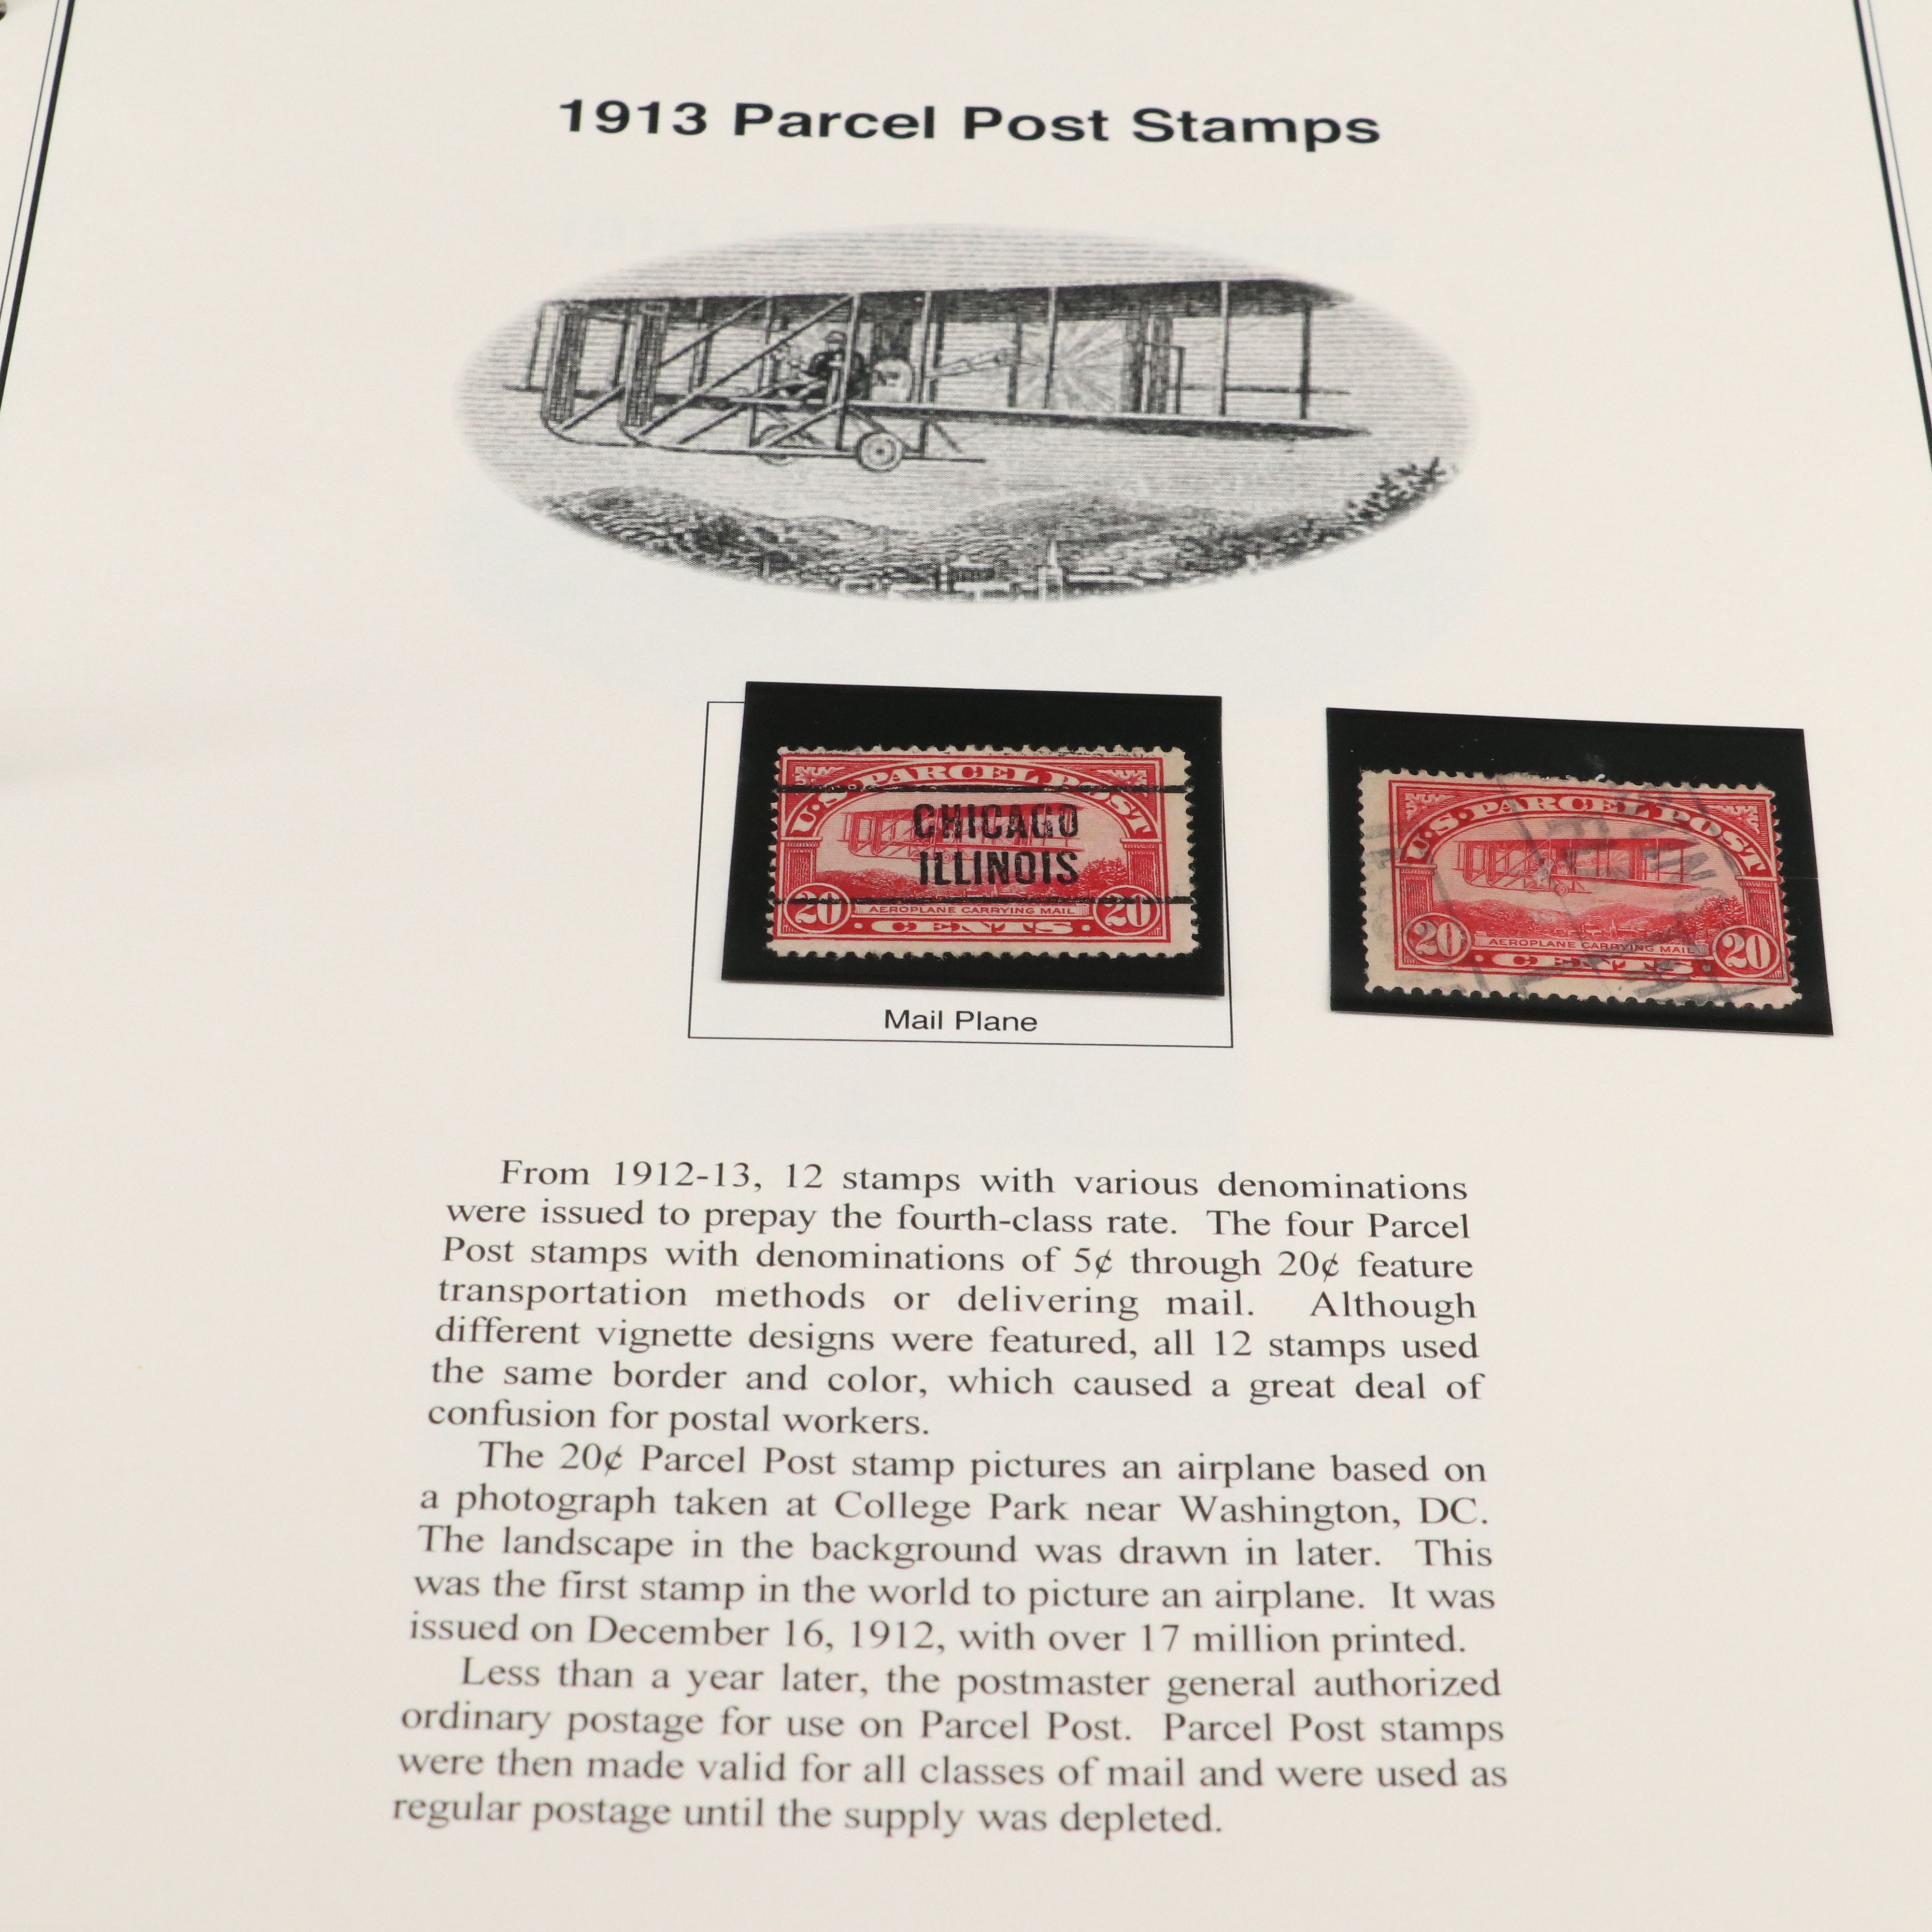 1913 Parcel Post Stamps
U.S. PARCEL POST
CHICAGO
ILLINOIS
20 AEROPLANE CARRYING MAIL 20
CENTS
U.S. PARCEL POST
20 AEROPLANE CARRYING MAIL 20
CENTS
Mail Plane
From 1912-13, 12 stamps with various denominations
were issued to prepay the fourth-class rate. The four Parcel
Post stamps with denominations of 5¢ through 20¢ feature
transportation methods or delivering mail. Although
different vignette designs were featured, all 12 stamps used
the same border and color, which caused a great deal of
confusion for postal workers.
The 20¢ Parcel Post stamp pictures an airplane based on
a photograph taken at College Park near Washington, DC.
The landscape in the background was drawn in later. This
was the first stamp in the world to picture an airplane. It was
issued on December 16, 1912, with over 17 million printed.
Less than a year later, the postmaster general authorized
ordinary postage for use on Parcel Post. Parcel Post stamps
were then made valid for all classes of mail and were used as
regular postage until the supply was depleted.